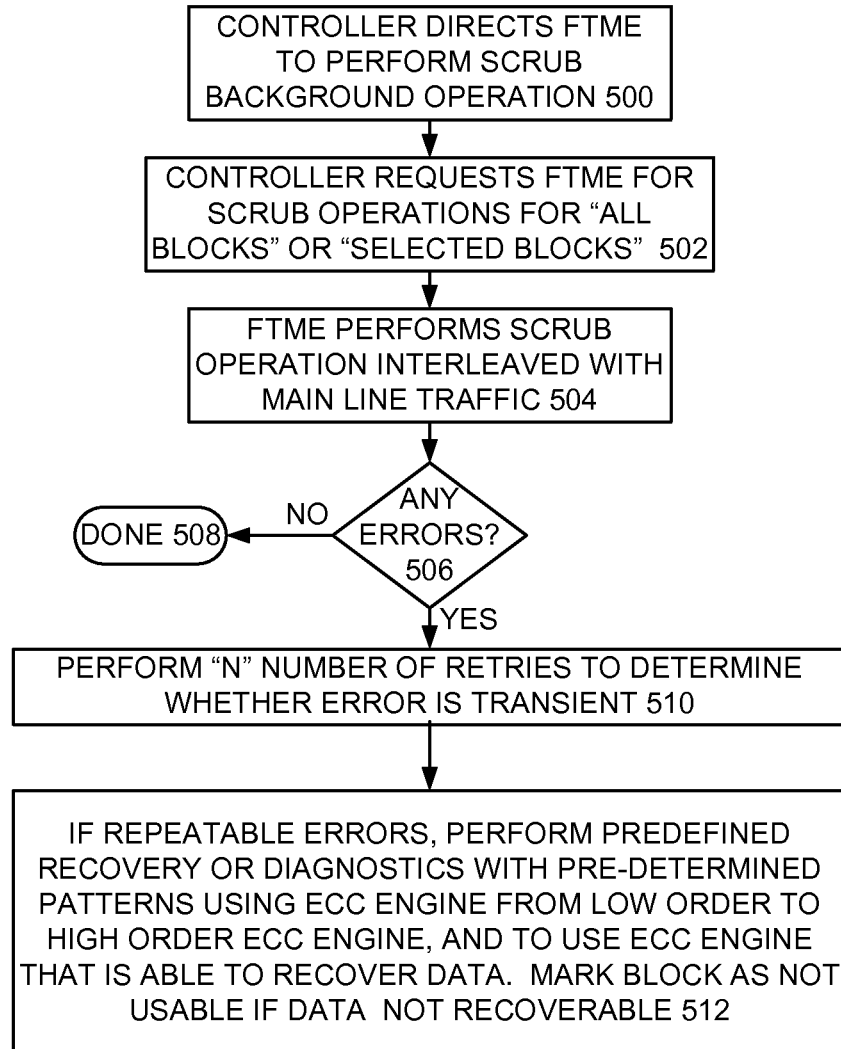 CONTROLLER DIRECTS FTME
TO PERFORM SCRUB
BACKGROUND OPERATION 500
CONTROLLER REQUESTS FTME FOR
SCRUB OPERATIONS FOR “ALL
BLOCKS” OR “SELECTED BLOCKS” 502
FTME PERFORMS SCRUB
OPERATION INTERLEAVED WITH
MAIN LINE TRAFFIC 504
ANY
ERRORS?
506
NO
DONE 508
YES
PERFORM “N” NUMBER OF RETRIES TO DETERMINE
WHETHER ERROR IS TRANSIENT 510
IF REPEATABLE ERRORS, PERFORM PREDEFINED
RECOVERY OR DIAGNOSTICS WITH PRE-DETERMINED
PATTERNS USING ECC ENGINE FROM LOW ORDER TO
HIGH ORDER ECC ENGINE, AND TO USE ECC ENGINE
THAT IS ABLE TO RECOVER DATA. MARK BLOCK AS NOT
USABLE IF DATA NOT RECOVERABLE 512